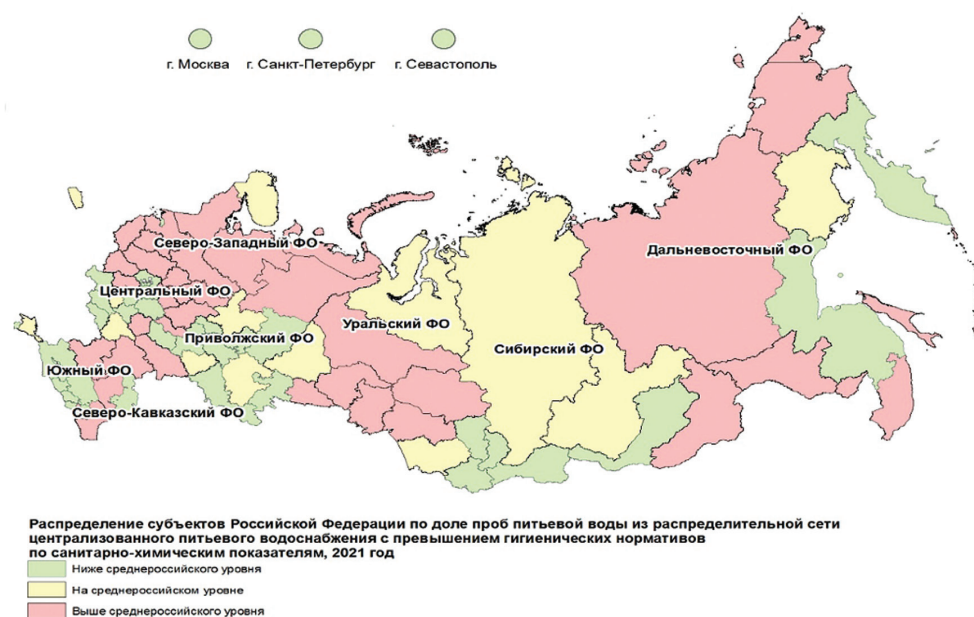 г. Москва г. Санкт-Петербург г. Севастополь
Северо-Западный ФО
Дальневосточный ФО
Центральный ФО
Уральский ФО
Приволжский ФО
Сибирский ФО
Южный ФО
Северо-Кавказский ФО
Распределение субъектов Российской Федерации по доле проб питьевой воды из распределительной сети
централизованного питьевого водоснабжения с превышением гигиенических нормативов
по санитарно-химическим показателям, 2021 год
Ниже среднероссийского уровня
На среднероссийском уровне
Выше среднероссийского уровня